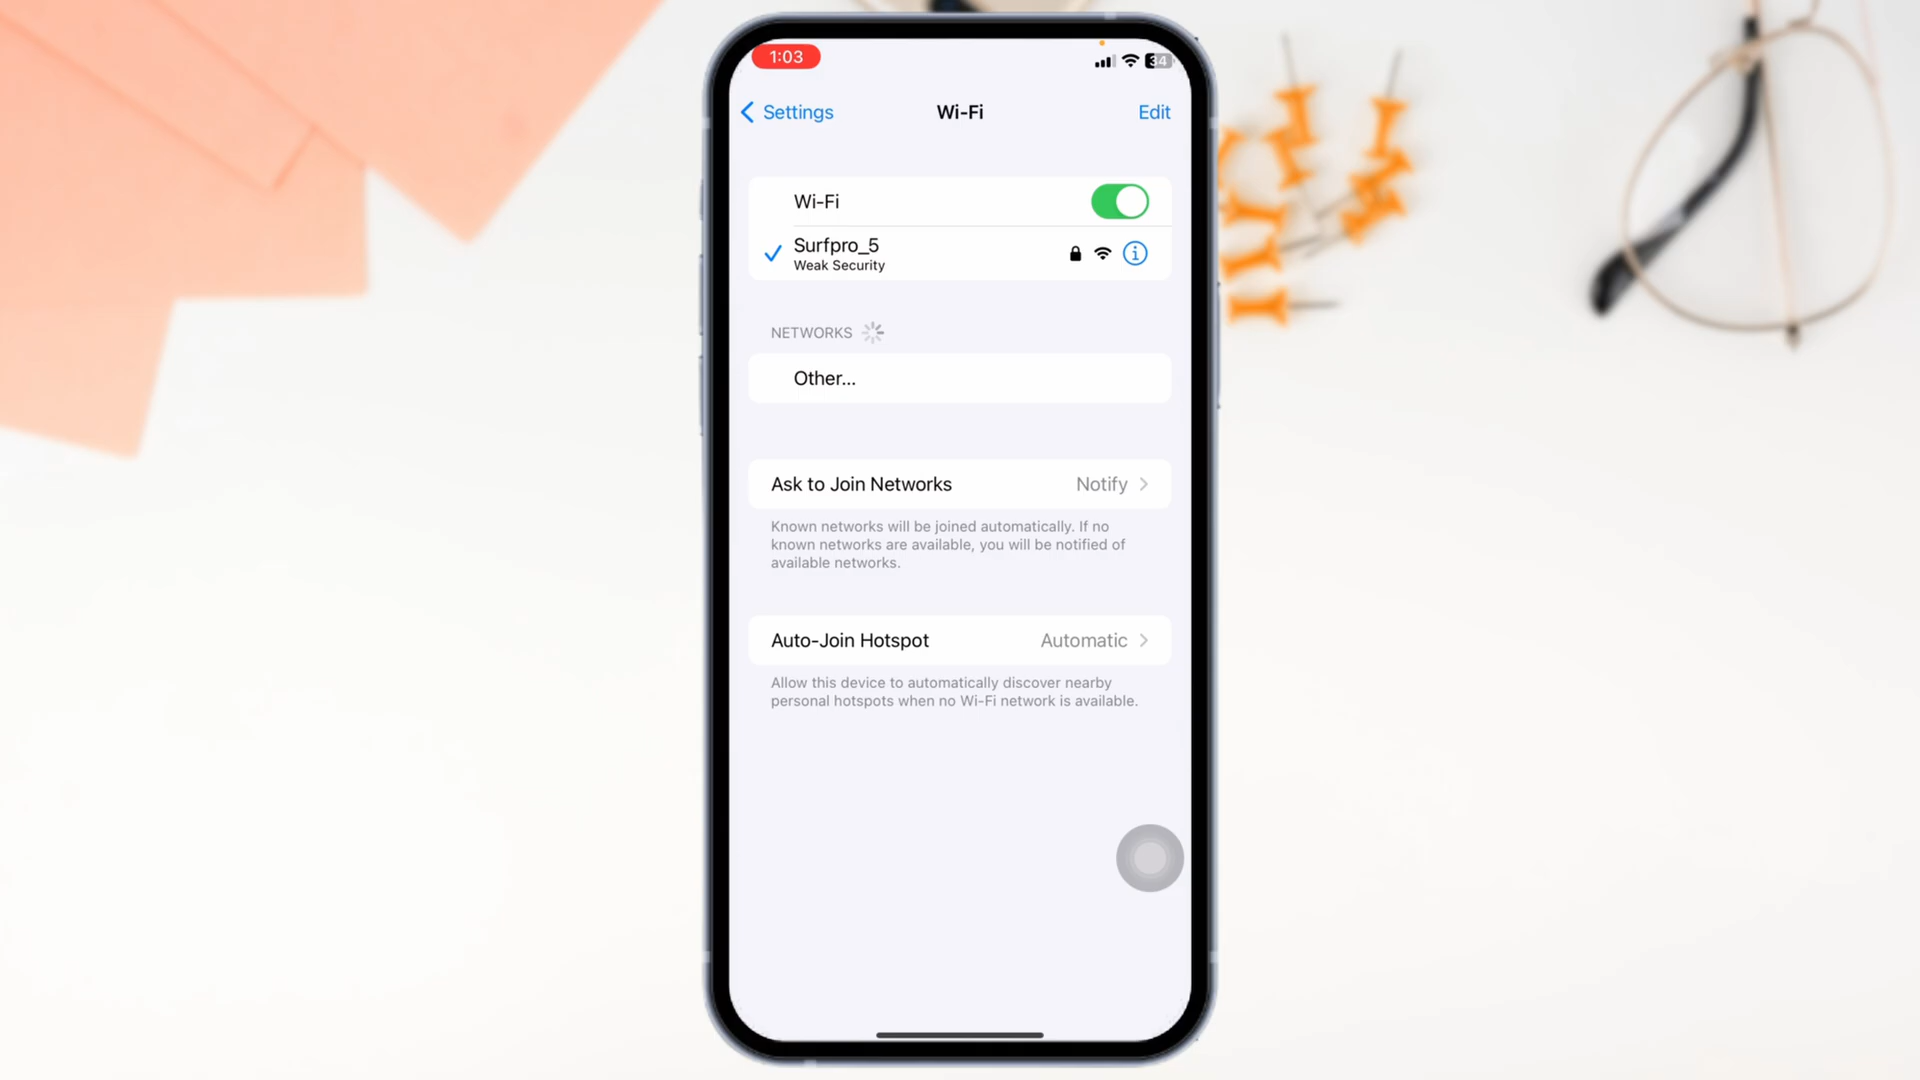 1:03
34
Settings
Wi-Fi
Edit
Wi-Fi
Surfpro_5
Weak Security
NETWORKS
Other...
Ask to Join Networks
Notify
Known networks will be joined automatically. If no
known networks are available, you will be notified of
available networks.
Auto-Join Hotspot
Automatic
Allow this device to automatically discover nearby
personal hotspots when no Wi-Fi network is available.